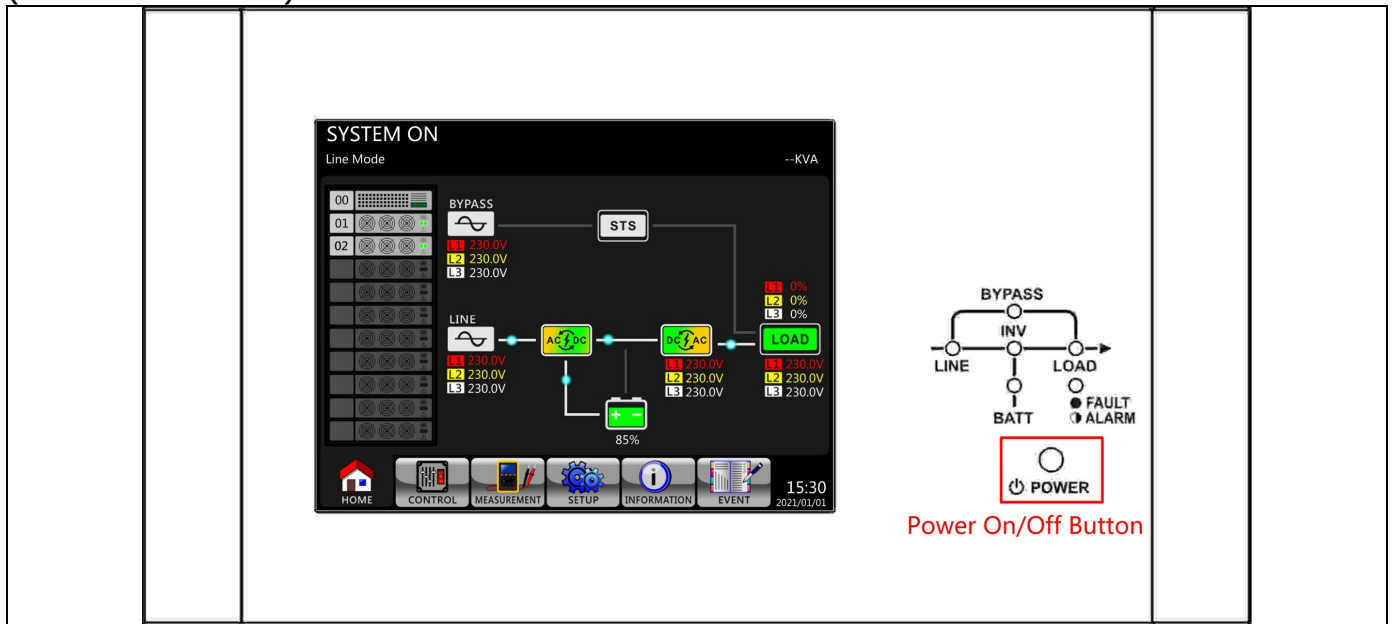 SYSTEM ON
Line Mode
--KVA
00
01
02
BYPASS
STS
L1 230.0V
L2 230.0V
L3 230.0V
L1 0%
L2 0%
L3 0%
LINE
AC DC
DC AC
LOAD
L1 230.0V
L2 230.0V
L3 230.0V
L1 230.0V
L2 230.0V
L3 230.0V
L1 230.0V
L2 230.0V
L3 230.0V
+ −
85%
HOME
CONTROL
MEASUREMENT
SETUP
i
INFORMATION
EVENT
15:30
2021/01/01
BYPASS
INV
LINE
LOAD
BATT
FAULT
ALARM
POWER
Power On/Off Button